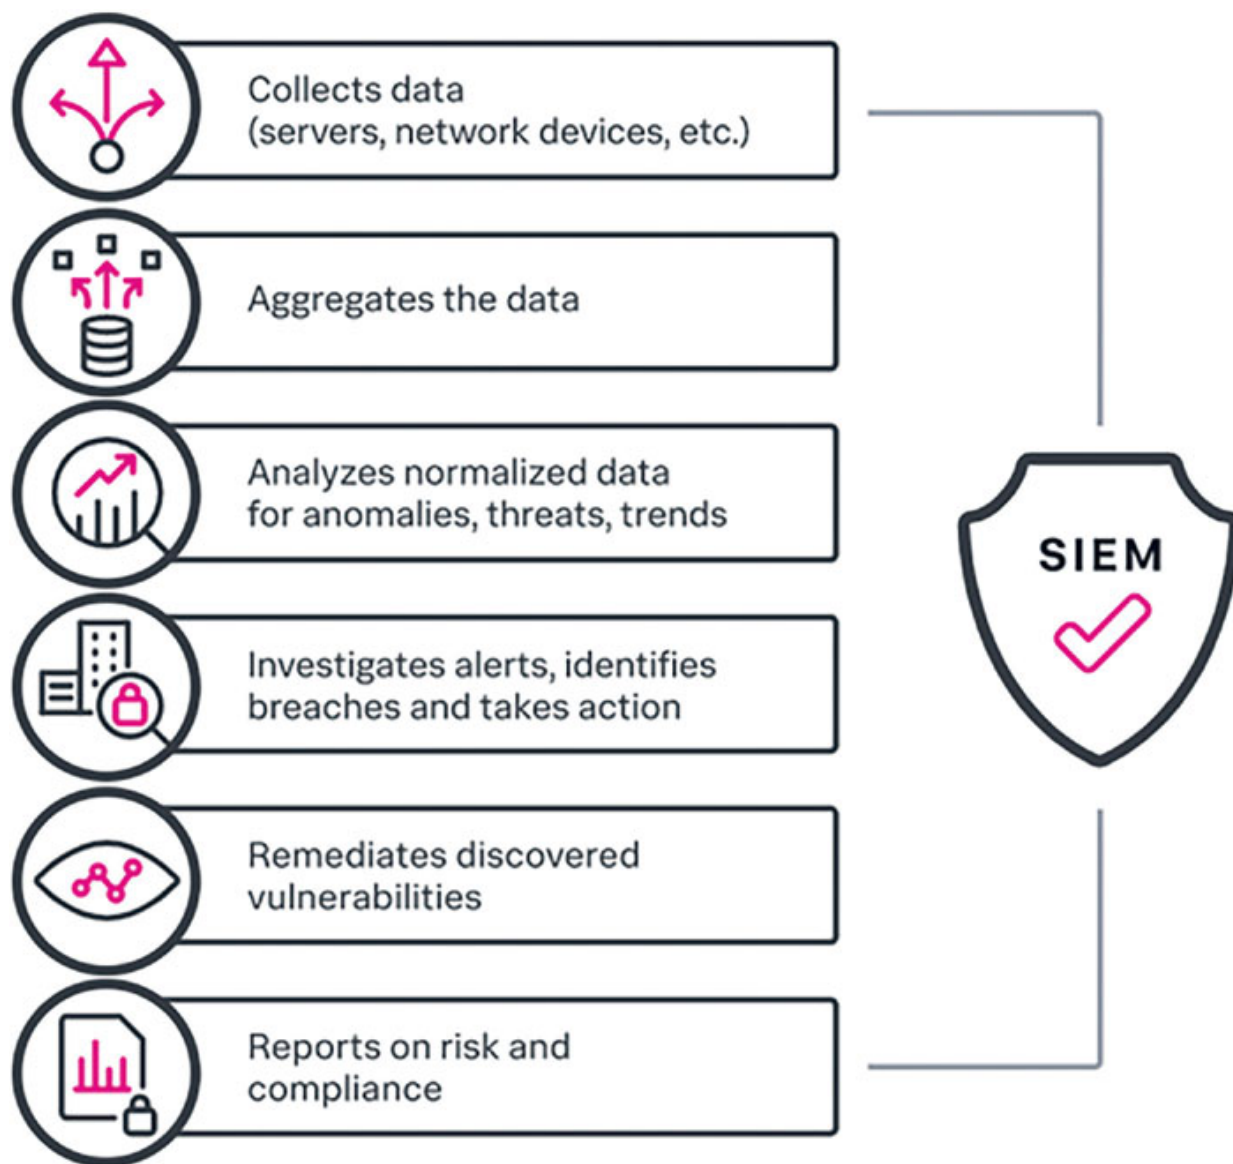 Collects data
(servers, network devices, etc.)
Aggregates the data
Analyzes normalized data
for anomalies, threats, trends
Investigates alerts, identifies
breaches and takes action
Remediates discovered
vulnerabilities
Reports on risk and
compliance
SIEM